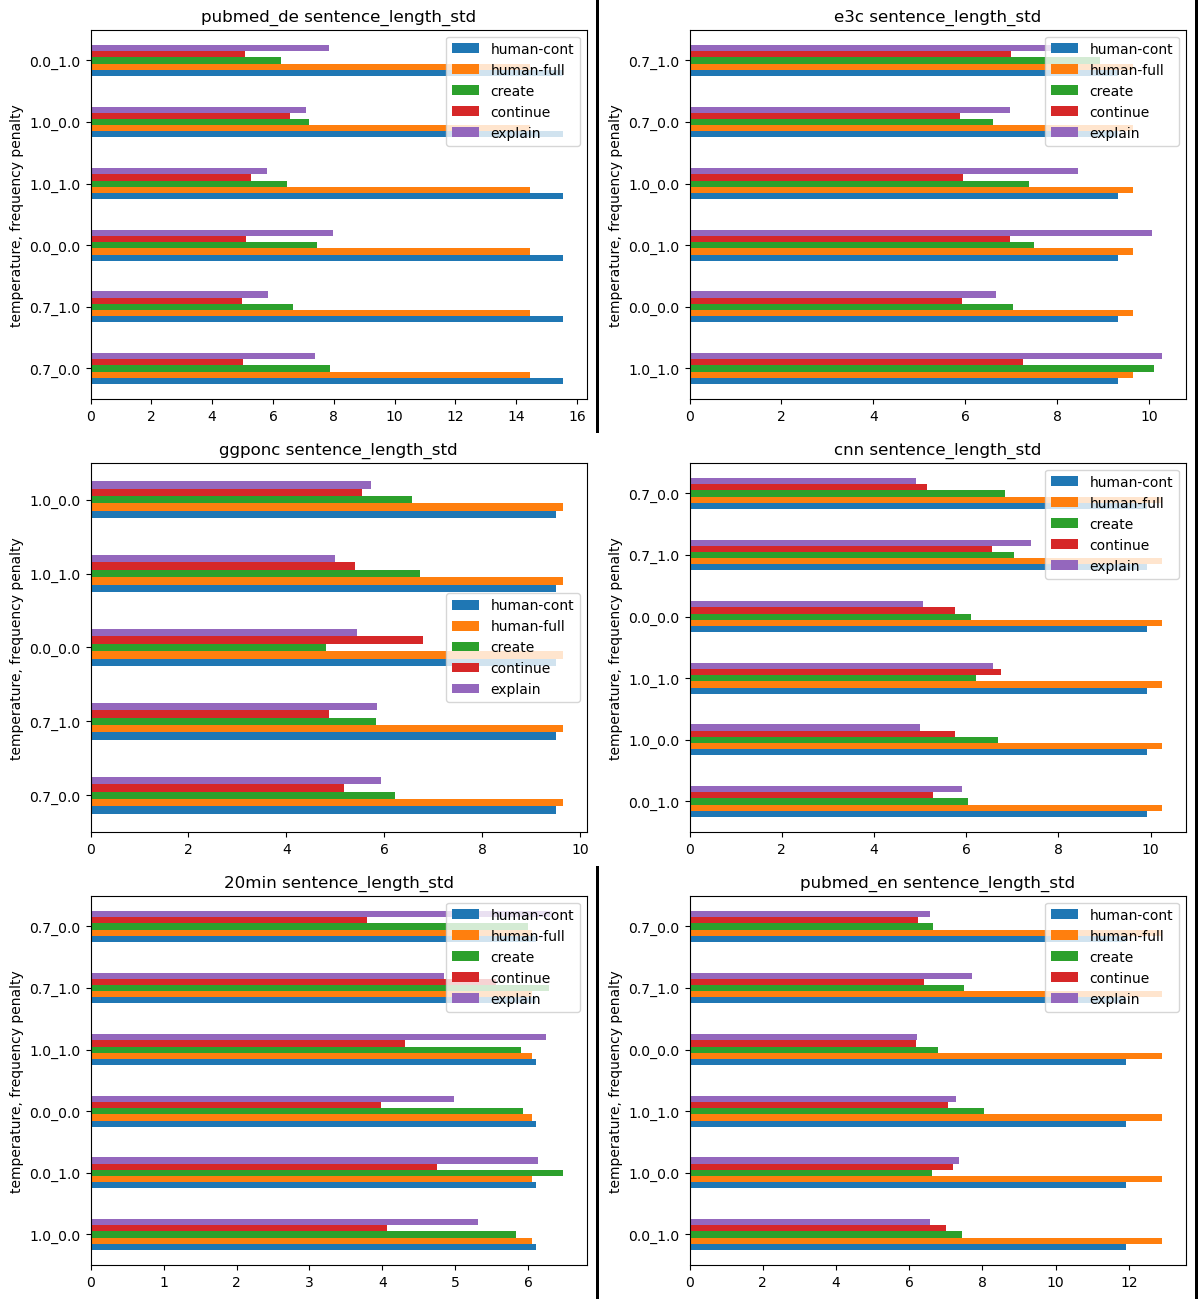 pubmed_de sentence_length_std
temperature, frequency penalty
0.0_1.0
1.0_0.0
1.0_1.0
0.0_0.0
0.7_1.0
0.7_0.0
0 2 4 6 8 10 12 14 16
human-cont
human-full
create
continue
explain
e3c sentence_length_std
temperature, frequency penalty
0.7_1.0
0.7_0.0
1.0_0.0
0.0_1.0
0.0_0.0
1.0_1.0
0 2 4 6 8 10
human-cont
human-full
create
continue
explain
ggponc sentence_length_std
temperature, frequency penalty
1.0_0.0
1.0_1.0
0.0_0.0
0.7_1.0
0.7_0.0
0 2 4 6 8 10
human-cont
human-full
create
continue
explain
cnn sentence_length_std
temperature, frequency penalty
0.7_0.0
0.7_1.0
0.0_0.0
1.0_1.0
1.0_0.0
0.0_1.0
0 2 4 6 8 10
human-cont
human-full
create
continue
explain
20min sentence_length_std
temperature, frequency penalty
0.7_0.0
0.7_1.0
1.0_1.0
0.0_0.0
0.0_1.0
1.0_0.0
0 1 2 3 4 5 6
human-cont
human-full
create
continue
explain
pubmed_en sentence_length_std
temperature, frequency penalty
0.7_0.0
0.7_1.0
0.0_0.0
1.0_1.0
1.0_0.0
0.0_1.0
0 2 4 6 8 10 12
human-cont
human-full
create
continue
explain